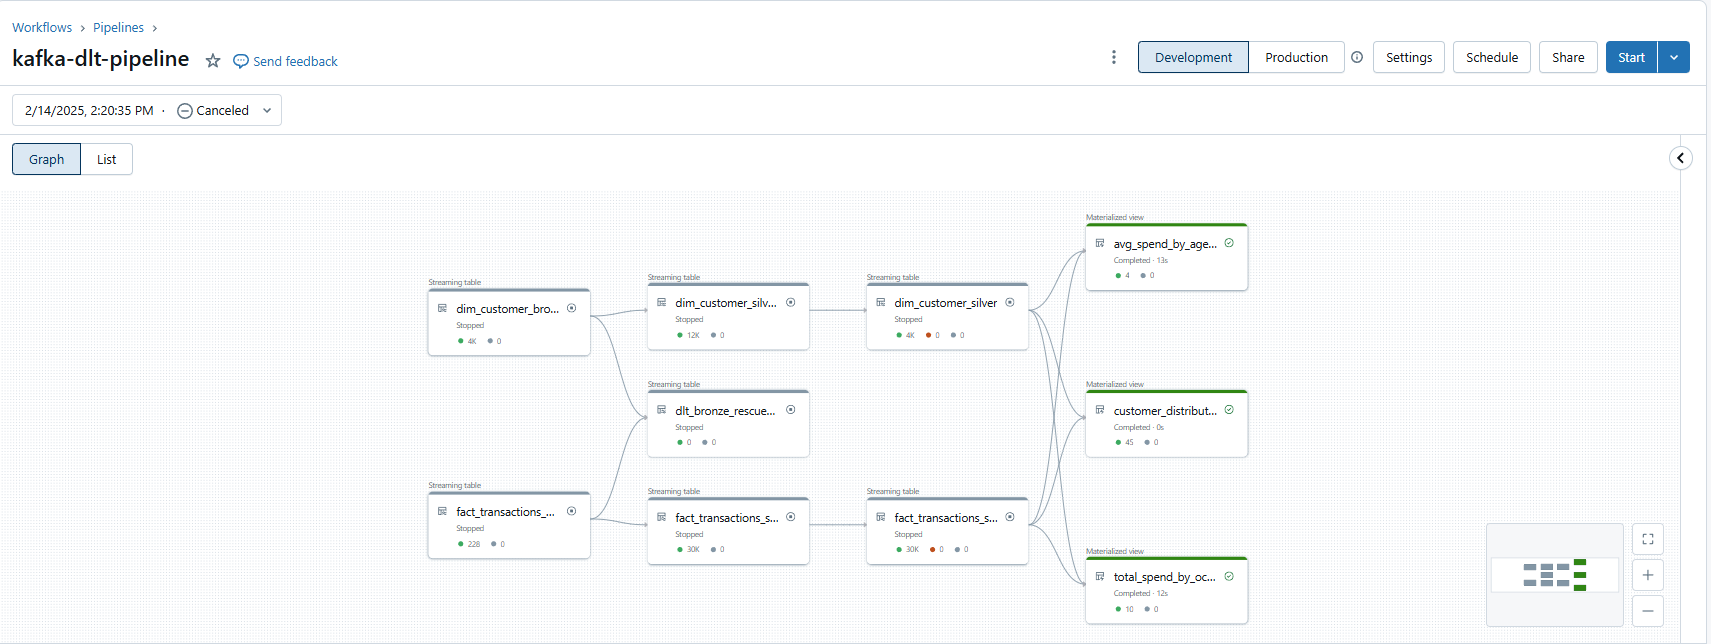 Workflows > Pipelines >
kafka-dlt-pipeline
Send feedback
Development
Production
Settings
Schedule
Share
Start
2/14/2025, 2:20:35 PM · Canceled
Graph
List
Streaming table
dim_customer_bro...
Stopped
4K 0
Streaming table
fact_transactions_...
Stopped
228 0
Streaming table
dim_customer_silv...
Stopped
12K 0
Streaming table
dlt_bronze_rescue...
Stopped
0 0
Streaming table
fact_transactions_s...
Stopped
30K 0
Streaming table
dim_customer_silver
Stopped
4K 0 0
Streaming table
fact_transactions_s...
Stopped
30K 0 0
Materialized view
avg_spend_by_age...
Completed · 13s
4 0
Materialized view
customer_distribut...
Completed · 0s
45 0
Materialized view
total_spend_by_oc...
Completed · 12s
10 0